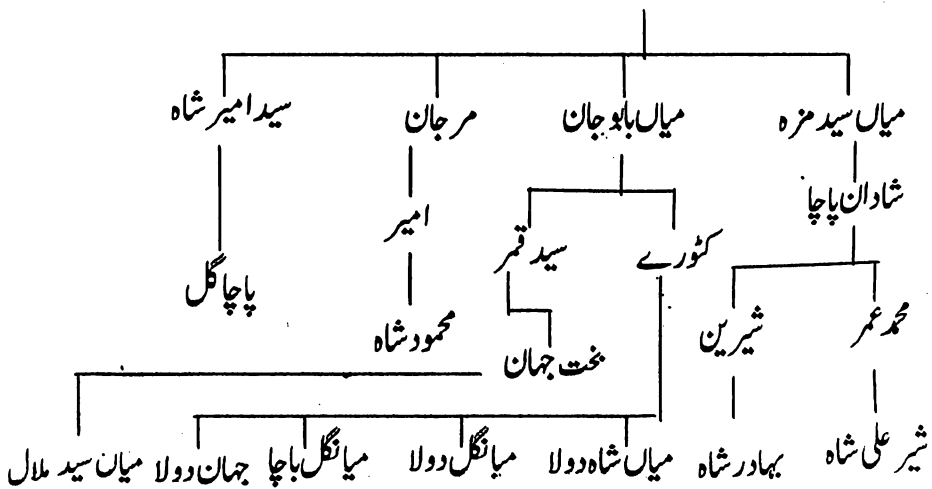 میاں سید مزہ
میاں بابو جان
مرجان
سید امیر شاہ
شادان پاچا
امیر
کٹورے
سید قمر
پاچا گل
محمد عمر
شیرین
محمود شاہ
بخت جہان
شیر علی شاہ
بہادر شاہ
میاں شاہ دولا
میانگل دولا
میانگل باچا
جہان دولا
میاں سید ملال